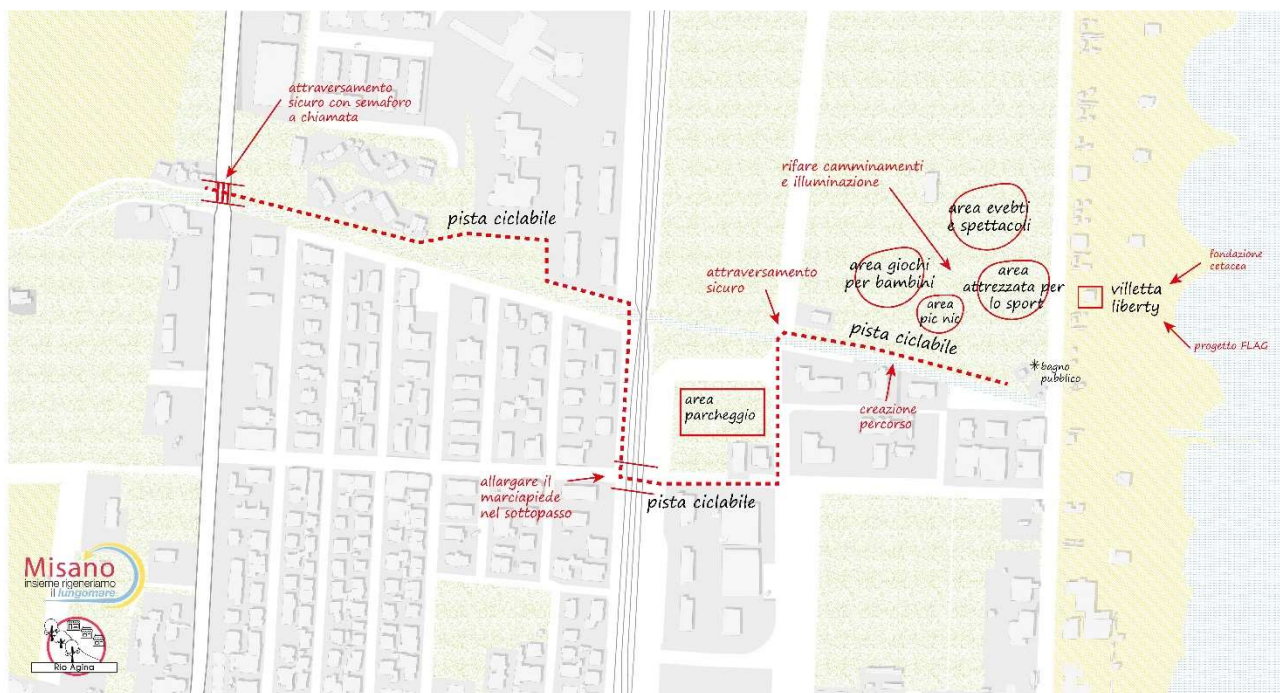 attraversamento
sicuro con semaforo
a chiamata
pista ciclabile
rifare camminamenti
e illuminazione
area evebti
e spettacoli
attraversamento
sicuro
area giochi
per bambini
area
attrezzata per
lo sport
area
pic nic
fondazione
cetacea
villetta
liberty
progetto FLAG
pista ciclabile
*bagno
pubblico
area
parcheggio
creazione
percorso
allargare il
marciapiede
nel sottopasso
pista ciclabile
Misano
insieme rigeneriamo
il lungomare
Rio Agina